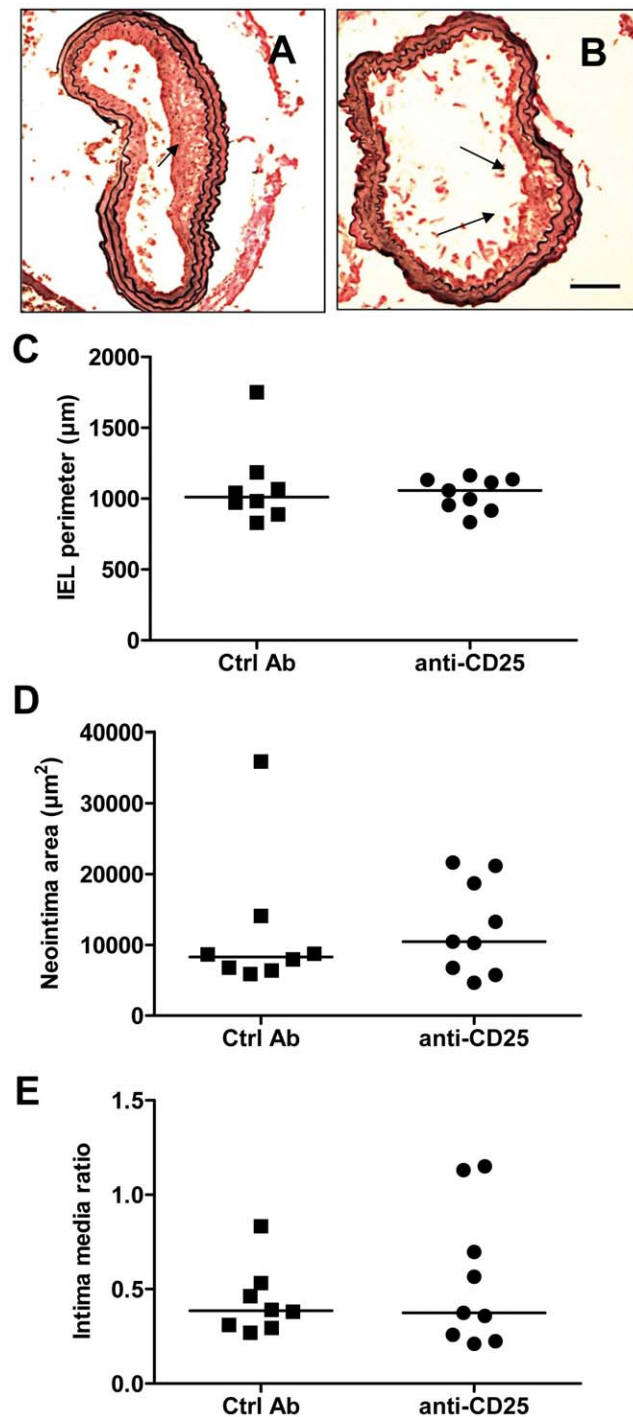 A
B
C
IEL perimeter (µm)
2000
1500
1000
500
0
Ctrl Ab
anti-CD25
D
Neointima area (µm²)
40000
30000
20000
10000
0
Ctrl Ab
anti-CD25
E
Intima media ratio
1.5
1.0
0.5
0.0
Ctrl Ab
anti-CD25